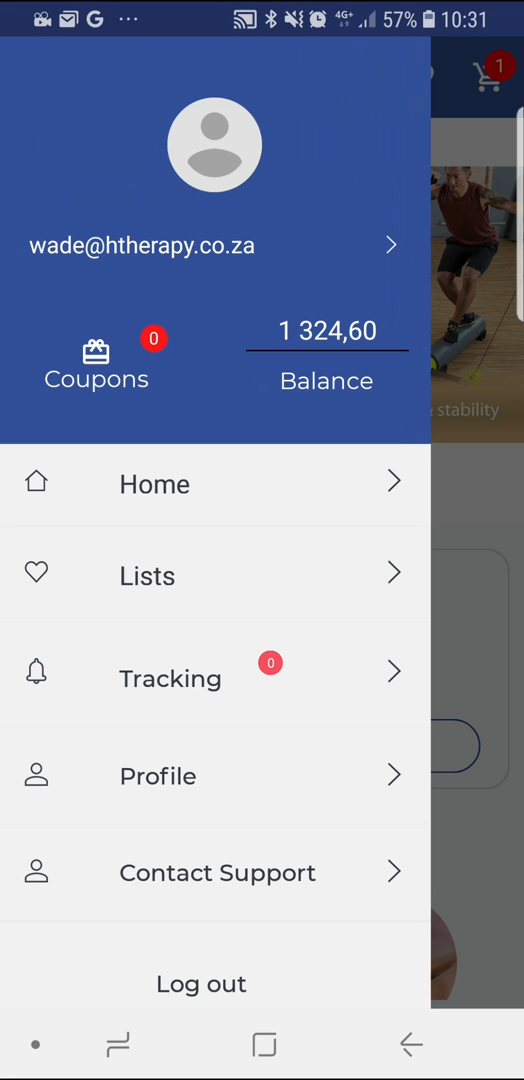 4G+ 57% 10:31
1
wade@htherapy.co.za
0
1 324,60
Coupons
Balance
stability
Home
Lists
0
Tracking
Profile
Contact Support
Log out